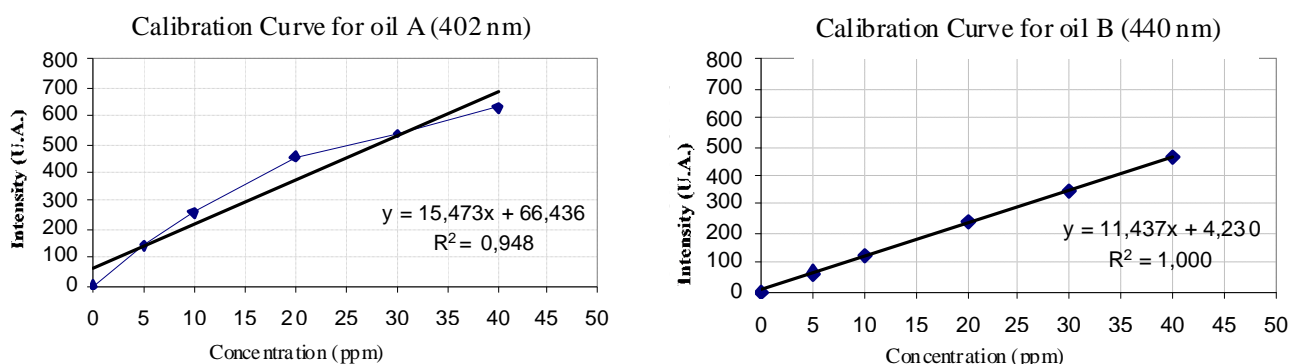 Calibration Curve for oil A (402 nm)
800
700
600
500
400
300
200
100
0
Intensity (U.A.)
y = 15,473x + 66,436
R² = 0,948
0 5 10 15 20 25 30 35 40 45 50
Concentration (ppm)
Calibration Curve for oil B (440 nm)
800
700
600
500
400
300
200
100
0
Intensity (U.A.)
y = 11,437x + 4,230
R² = 1,000
0 5 10 15 20 25 30 35 40 45 50
Concentration (ppm)